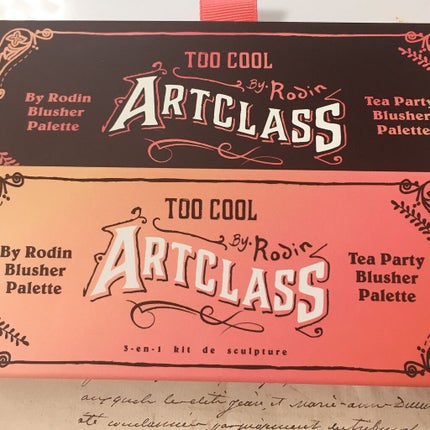 TOO COOL
By. Rodin
ARTCLASS
By Rodin
Blusher
Palette
Tea Party
Blusher
Palette
TOO COOL
By. Rodin
ARTCLASS
By Rodin
Blusher
Palette
Tea Party
Blusher
Palette
3-en-1 kit de sculpture